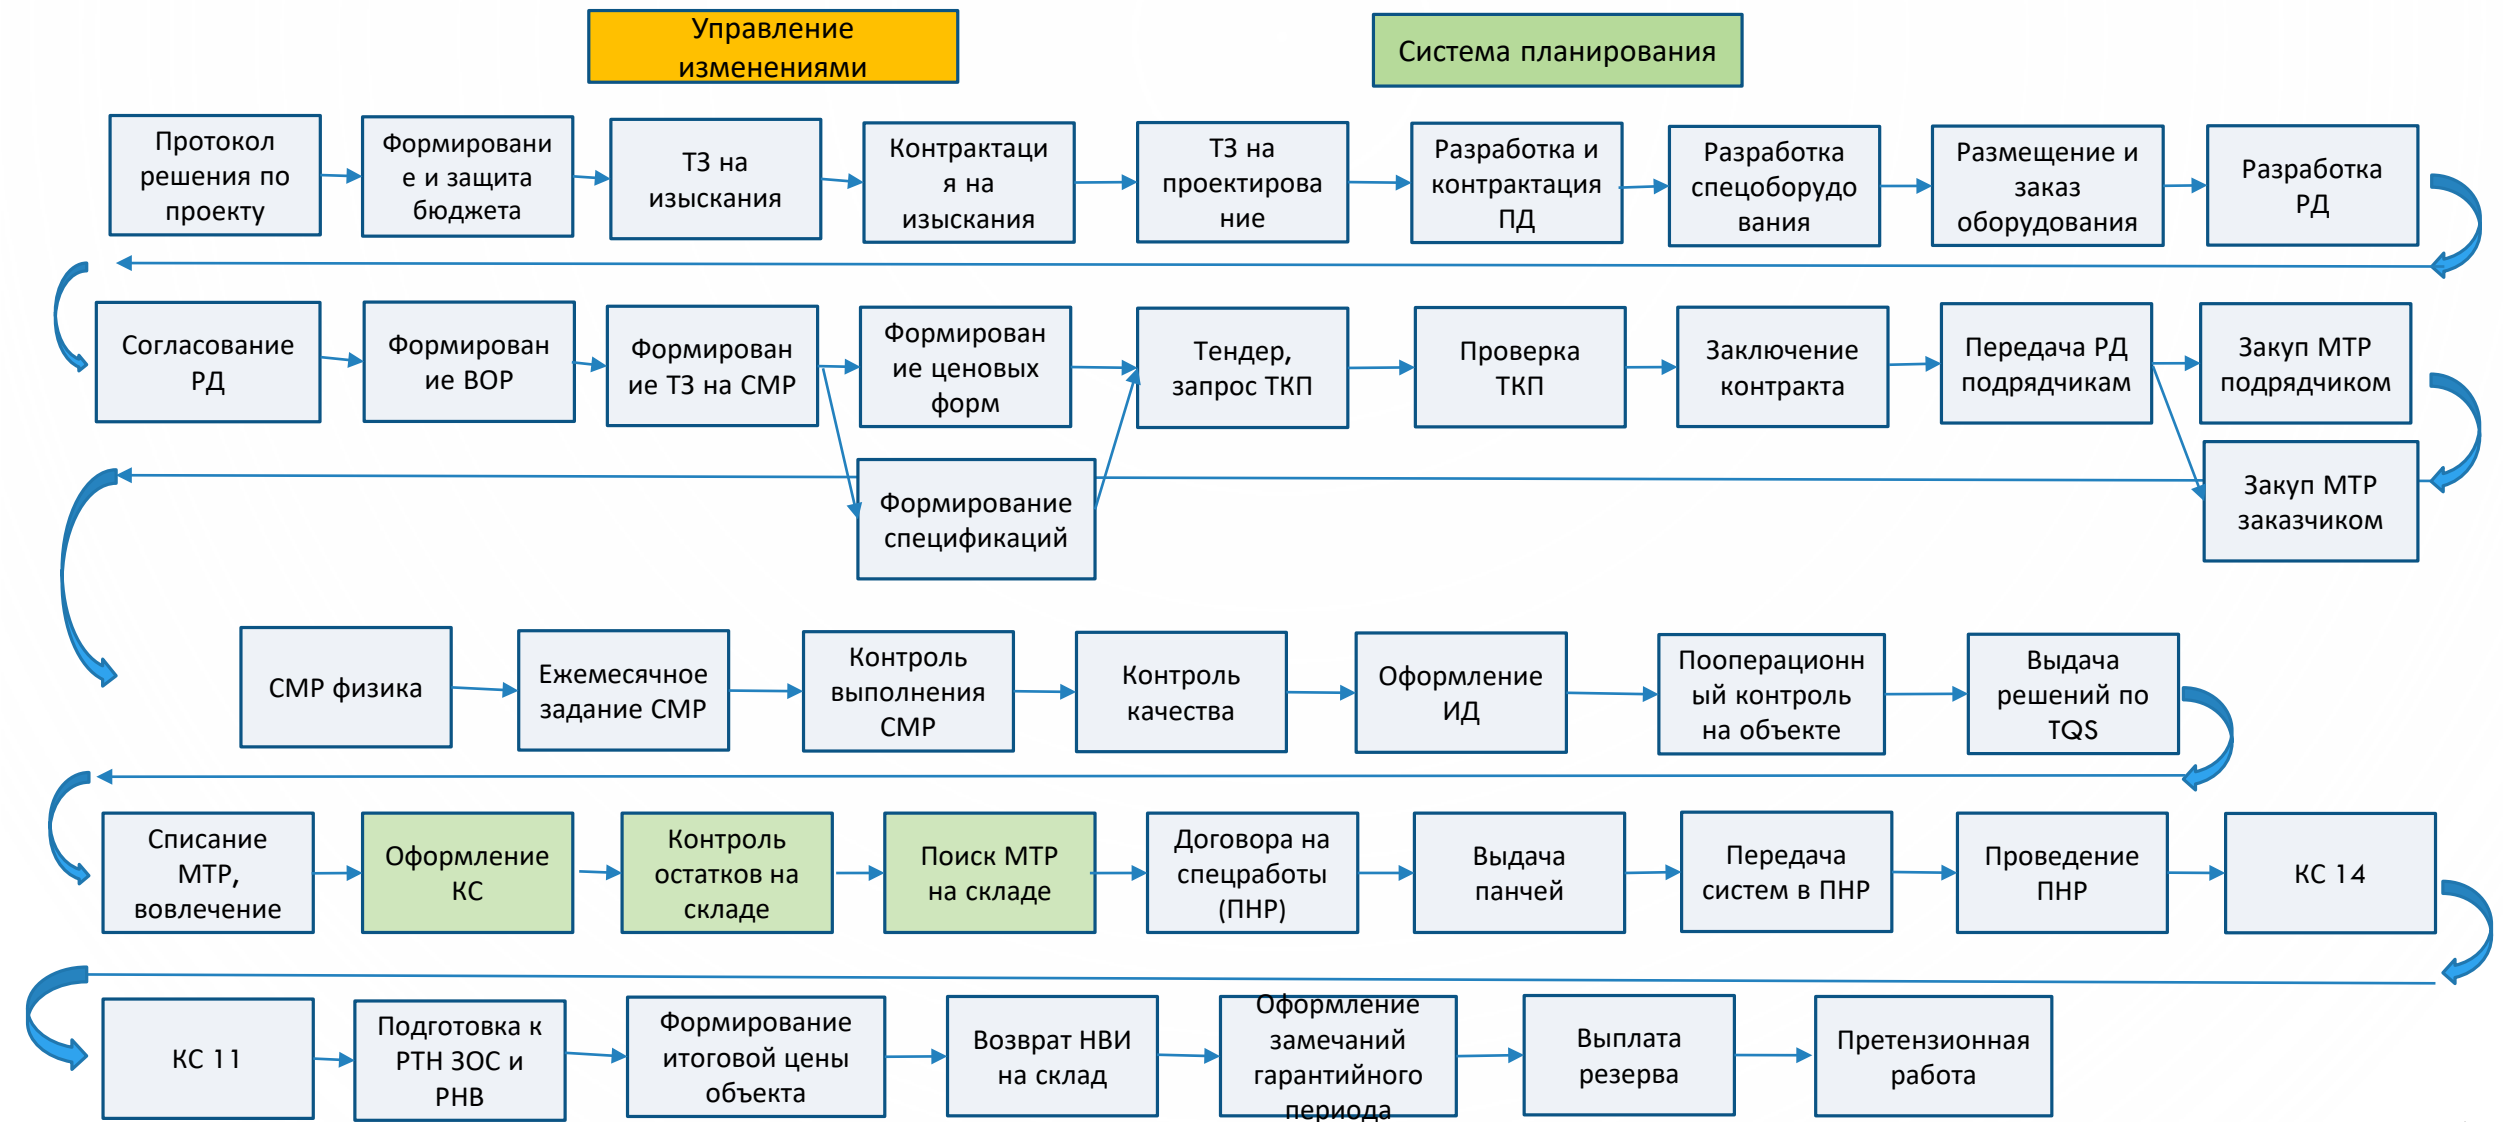 Управление
изменениями
Система планирования
Протокол
решения по
проекту
Формировани
е и защита
бюджета
ТЗ на
изыскания
Контрактаци
я на
изыскания
ТЗ на
проектирова
ние
Разработка и
контрактация
ПД
Разработка
спецоборудо
вания
Размещение и
заказ
оборудования
Разработка
РД
Согласование
РД
Формирован
ие ВОР
Формирован
ие ТЗ на СМР
Формирован
ие ценовых
форм
Тендер,
запрос ТКП
Проверка
ТКП
Заключение
контракта
Передача РД
подрядчикам
Закуп МТР
подрядчиком
Формирование
спецификаций
Закуп МТР
заказчиком
СМР физика
Ежемесячное
задание СМР
Контроль
выполнения
СМР
Контроль
качества
Оформление
ИД
Пооперационн
ый контроль
на объекте
Выдача
решений по
TQS
Списание
МТР,
вовлечение
Оформление
КС
Контроль
остатков на
складе
Поиск МТР
на складе
Договора на
спецработы
(ПНР)
Выдача
панчей
Передача
систем в ПНР
Проведение
ПНР
КС 14
КС 11
Подготовка к
РТН ЗОС и
РНВ
Формирование
итоговой цены
объекта
Возврат НВИ
на склад
Оформление
замечаний
гарантийного
периода
Выплата
резерва
Претензионная
работа